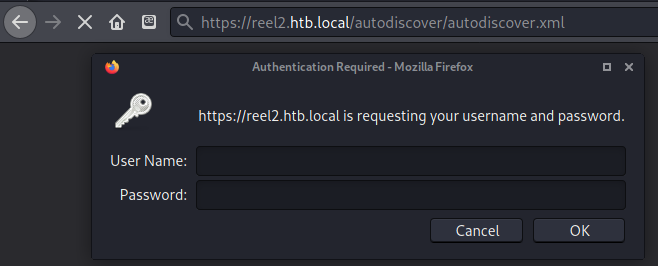 https://reel2.htb.local/autodiscover/autodiscover.xml
Authentication Required - Mozilla Firefox
https://reel2.htb.local is requesting your username and password.
User Name:
Password:
Cancel OK